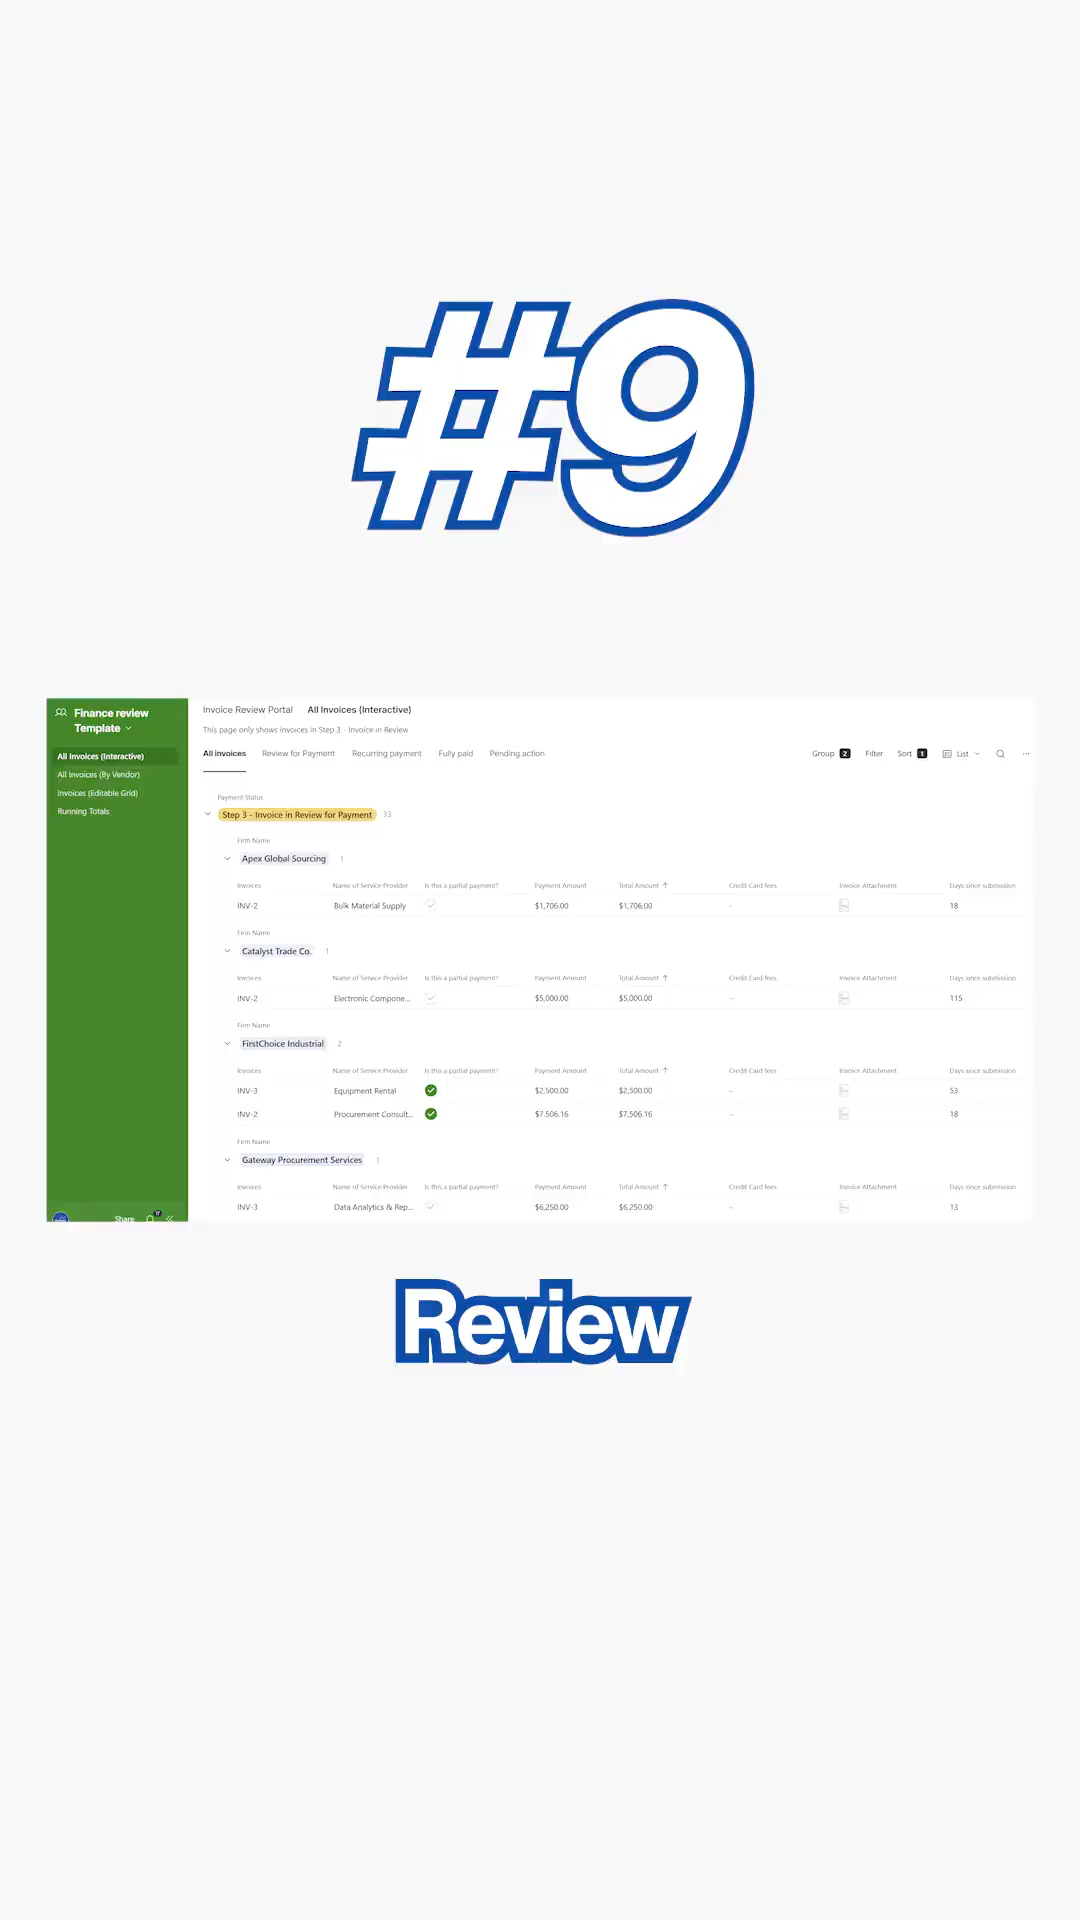 #9
Finance review
Template
All Invoices (Interactive)
All Invoices (By Vendor)
Invoices (Editable Grid)
Running Totals
Share
17
Invoice Review Portal All Invoices (Interactive)
This page only shows invoices in Step 3 - Invoice in Review
All invoices Review for Payment Recurring payment Fully paid Pending action Group 2 Filter Sort 1 List ...
Payment Status
Step 3 - Invoice in Review for Payment 33
Firm Name
Apex Global Sourcing 1
Invoices Name of Service Provider Is this a partial payment? Payment Amount Total Amount ↑ Credit Card fees Invoice Attachment Days since submission
INV-2 Bulk Material Supply $1,706.00 $1,706.00 – 18
Firm Name
Catalyst Trade Co. 1
Invoices Name of Service Provider Is this a partial payment? Payment Amount Total Amount ↑ Credit Card fees Invoice Attachment Days since submission
INV-2 Electronic Compone... $5,000.00 $5,000.00 – 115
Firm Name
FirstChoice Industrial 2
Invoices Name of Service Provider Is this a partial payment? Payment Amount Total Amount ↑ Credit Card fees Invoice Attachment Days since submission
INV-3 Equipment Rental $2,500.00 $2,500.00 – 53
INV-2 Procurement Consult... $7,506.16 $7,506.16 – 18
Firm Name
Gateway Procurement Services 1
Invoices Name of Service Provider Is this a partial payment? Payment Amount Total Amount ↑ Credit Card fees Invoice Attachment Days since submission
INV-3 Data Analytics & Rep... $6,250.00 $6,250.00 – 13
Review